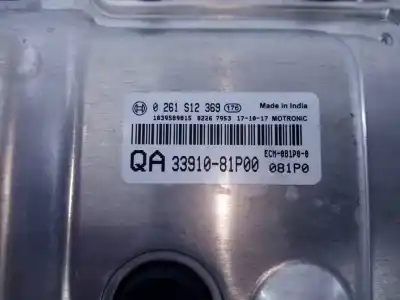 0 261 S12 369 176 Made in India
1039S09815 0226 7953 17-10-17 MOTRONIC
ECM-081P0-0
QA 33910-81P00 081P0